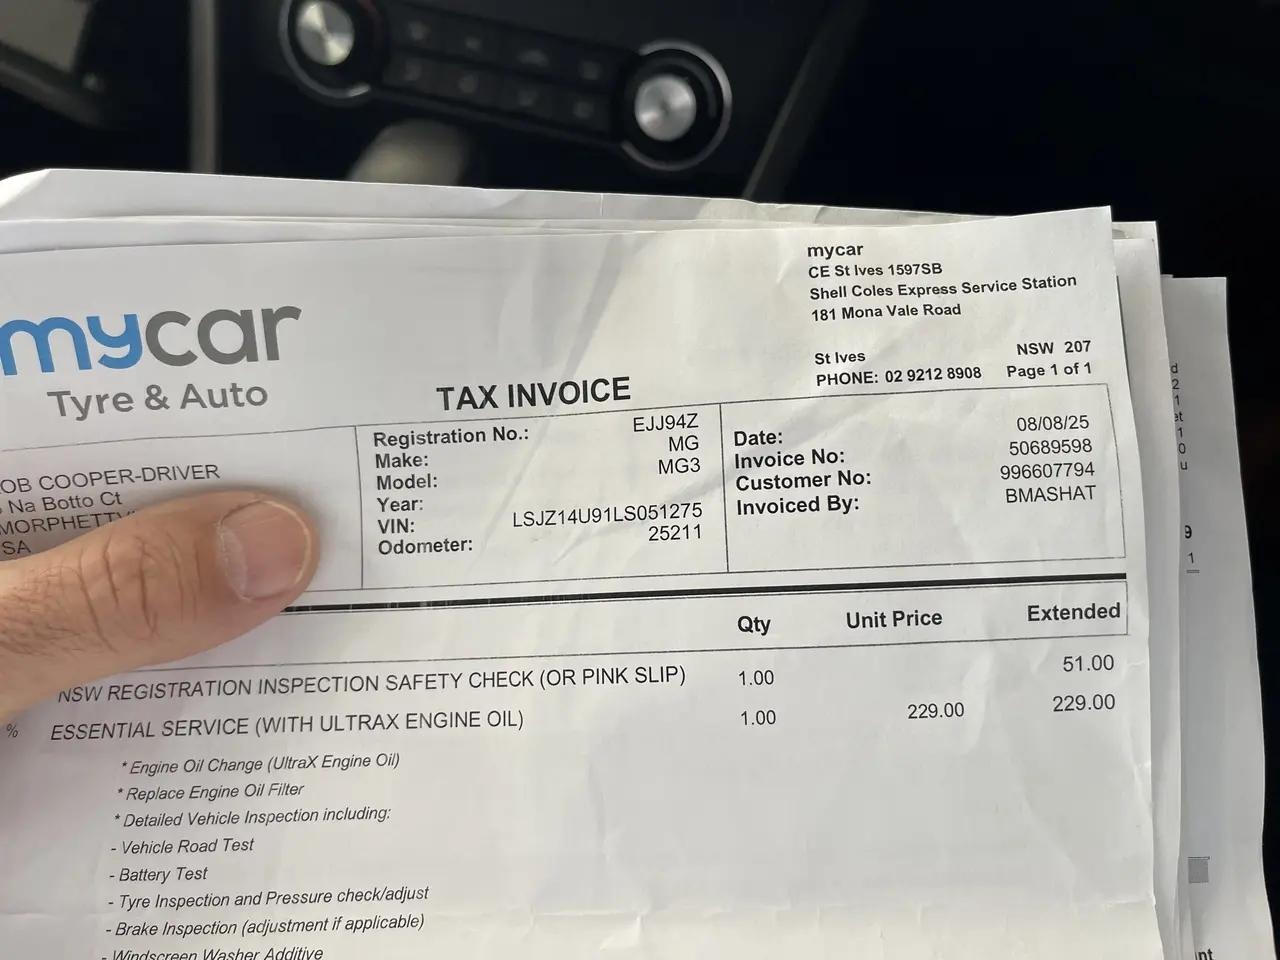 mycar
Tyre & Auto
mycar
CE St Ives 1597SB
Shell Coles Express Service Station
181 Mona Vale Road
St Ives NSW 207
PHONE: 02 9212 8908 Page 1 of 1
TAX INVOICE
OB COOPER-DRIVER
Na Botto Ct
MORPHETTV
SA
Registration No.: EJJ94Z
Make: MG
Model: MG3
Year:
VIN: LSJZ14U91LS051275
Odometer: 25211
Date: 08/08/25
Invoice No: 50689598
Customer No: 996607794
Invoiced By: BMASHAT
Qty Unit Price Extended
NSW REGISTRATION INSPECTION SAFETY CHECK (OR PINK SLIP) 1.00 51.00
% ESSENTIAL SERVICE (WITH ULTRAX ENGINE OIL) 1.00 229.00 229.00
* Engine Oil Change (UltraX Engine Oil)
* Replace Engine Oil Filter
* Detailed Vehicle Inspection including:
- Vehicle Road Test
- Battery Test
- Tyre Inspection and Pressure check/adjust
- Brake Inspection (adjustment if applicable)
- Windscreen Washer Additive